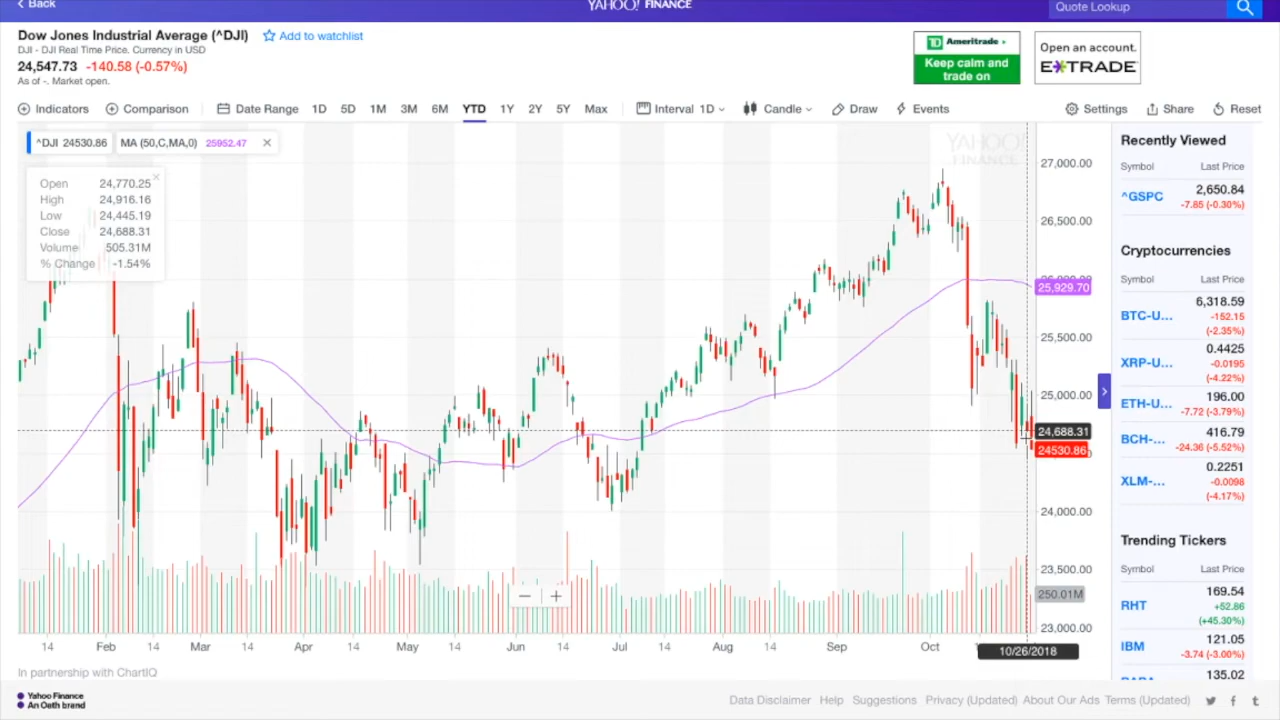 Back
YAHOO! FINANCE
Quote Lookup
Dow Jones Industrial Average (^DJI)
Add to watchlist
DJI - DJI Real Time Price. Currency in USD
24,547.73 -140.58 (-0.57%)
As of -. Market open.
Ameritrade
Keep calm and
trade on
Open an account.
E*TRADE
Indicators
Comparison
Date Range 1D 5D 1M 3M 6M YTD 1Y 2Y 5Y Max
Interval 1D
Candle
Draw
Events
Settings
Share
Reset
^DJI 24530.86
MA (50,C,MA,0) 25952.47
Open 24,770.25
High 24,916.16
Low 24,445.19
Close 24,688.31
Volume 505.31M
% Change -1.54%
YAHOO!
FINANCE
27,000.00
26,500.00
25,929.70
25,500.00
25,000.00
24,688.31
24530.86
24,000.00
23,500.00
250.01M
23,000.00
14 Feb 14 Mar 14 Apr 14 May 14 Jun 14 Jul 14 Aug 14 Sep Oct
10/26/2018
In partnership with ChartIQ
Recently Viewed
Symbol Last Price
^GSPC 2,650.84
-7.85 (-0.30%)
Cryptocurrencies
Symbol Last Price
BTC-U... 6,318.59
-152.15
(-2.35%)
XRP-U... 0.4425
-0.0195
(-4.22%)
ETH-U... 196.00
-7.72 (-3.79%)
BCH-... 416.79
-24.36 (-5.52%)
XLM-... 0.2251
-0.0098
(-4.17%)
Trending Tickers
Symbol Last Price
RHT 169.54
+52.86
(+45.30%)
IBM 121.05
-3.74 (-3.00%)
135.02
Yahoo Finance
An Oath brand
Data Disclaimer Help Suggestions Privacy (Updated) About Our Ads Terms (Updated)